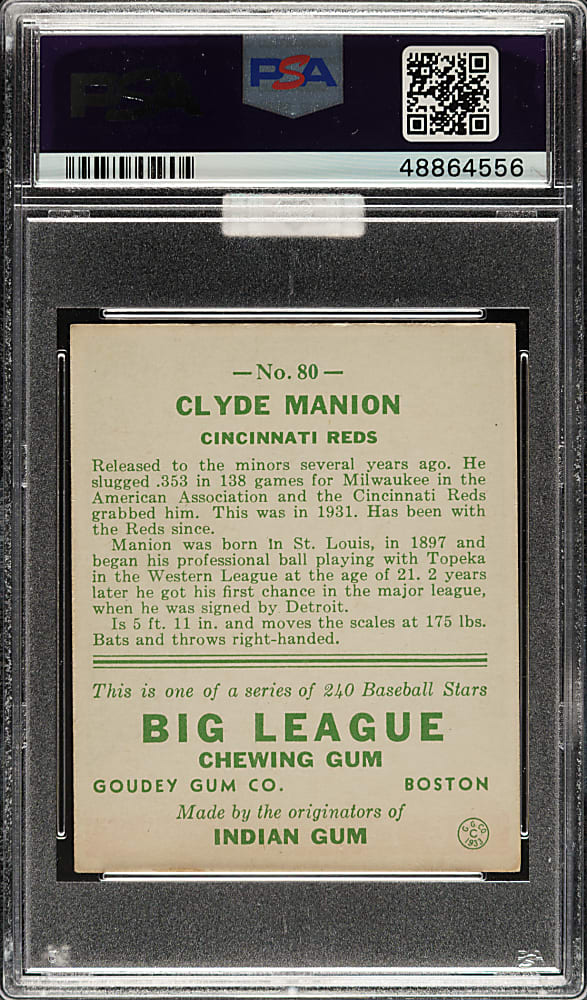 PSA
PSA
48864556
— No. 80 —
CLYDE MANION
CINCINNATI REDS
Released to the minors several years ago. He
slugged .353 in 138 games for Milwaukee in the
American Association and the Cincinnati Reds
grabbed him. This was in 1931. Has been with
the Reds since.
Manion was born in St. Louis, in 1897 and
began his professional ball playing with Topeka
in the Western League at the age of 21. 2 years
later he got his first chance in the major league,
when he was signed by Detroit.
Is 5 ft. 11 in. and moves the scales at 175 lbs.
Bats and throws right-handed.
This is one of a series of 240 Baseball Stars
BIG LEAGUE
CHEWING GUM
GOUDEY GUM CO. BOSTON
Made by the originators of
INDIAN GUM
G.G.CO.
C
1933